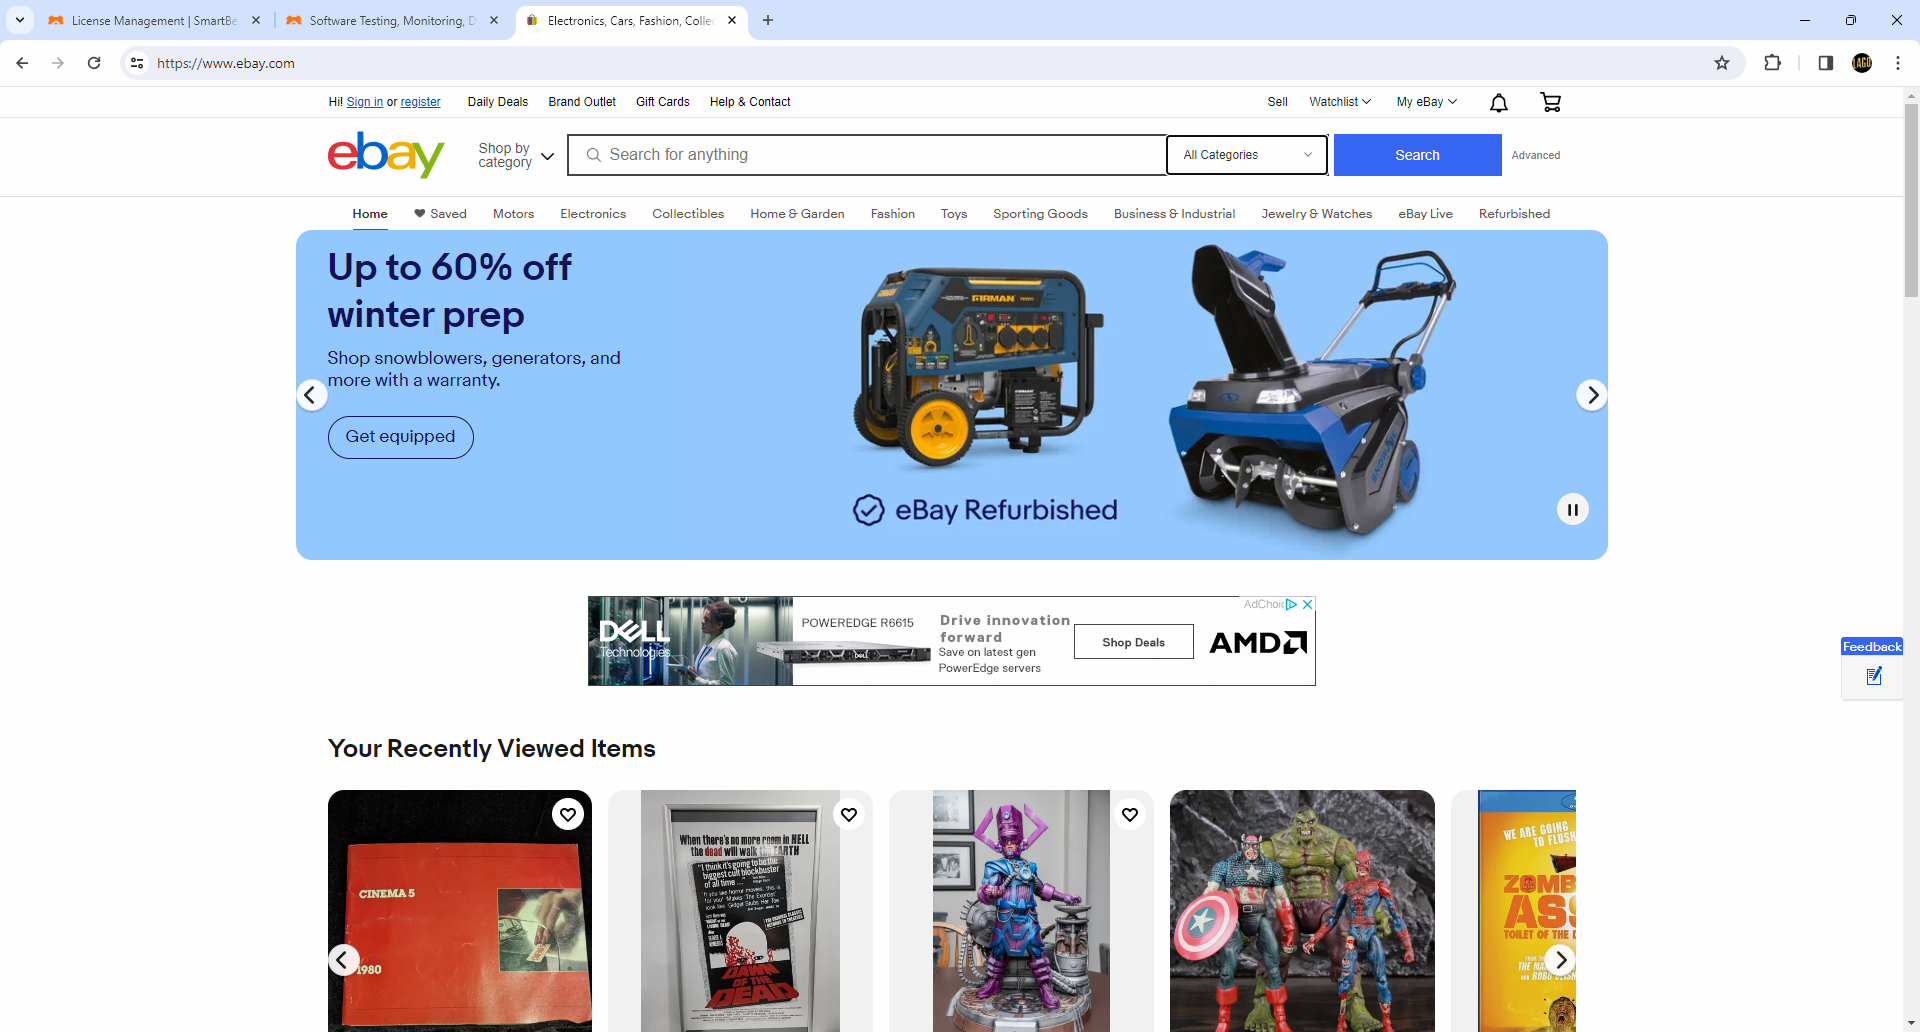 License Management | SmartBe
Software Testing, Monitoring, D
Electronics, Cars, Fashion, Collec
https://www.ebay.com
Hi! Sign in or register
Daily Deals
Brand Outlet
Gift Cards
Help & Contact
Sell
Watchlist
My eBay
ebay
Shop by
category
Search for anything
All Categories
Search
Advanced
Home
Saved
Motors
Electronics
Collectibles
Home & Garden
Fashion
Toys
Sporting Goods
Business & Industrial
Jewelry & Watches
eBay Live
Refurbished
Up to 60% off
winter prep
Shop snowblowers, generators, and
more with a warranty.
Get equipped
FIRMAN
eBay Refurbished
DELL
Technologies
POWEREDGE R6615
Drive innovation
forward
Save on latest gen
PowerEdge servers
Shop Deals
AdChoic
AMD
Feedback
Your Recently Viewed Items
CINEMA 5
1980
When there's no more room in HELL
the dead will walk the EARTH
"I think it's going to be the
biggest cult blockbuster
of all time
DAWN
OF THE
DEAD
WE ARE GOING
TO FLUSH
ZOMB
ASS
TOILET OF THE D